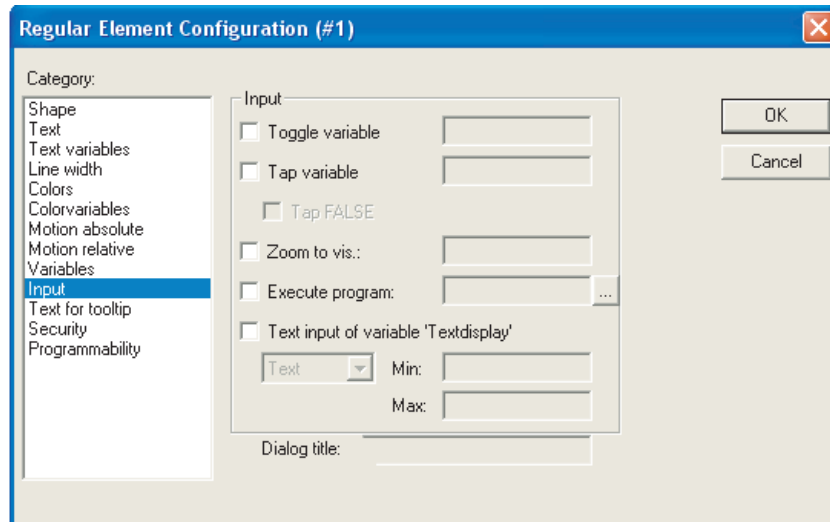 Regular Element Configuration (#1)
Category:
Shape
Text
Text variables
Line width
Colors
Colorvariables
Motion absolute
Motion relative
Variables
Input
Text for tooltip
Security
Programmability
Input
Toggle variable
Tap variable
Tap FALSE
Zoom to vis.:
Execute program:
...
Text input of variable 'Textdisplay'
Text
Min:
Max:
Dialog title:
OK
Cancel